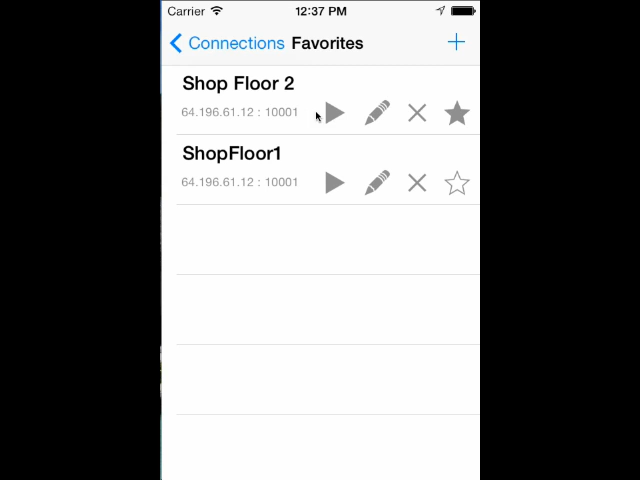 Carrier 12:37 PM
Connections Favorites
Shop Floor 2
64.196.61.12 : 10001
ShopFloor1
64.196.61.12 : 10001